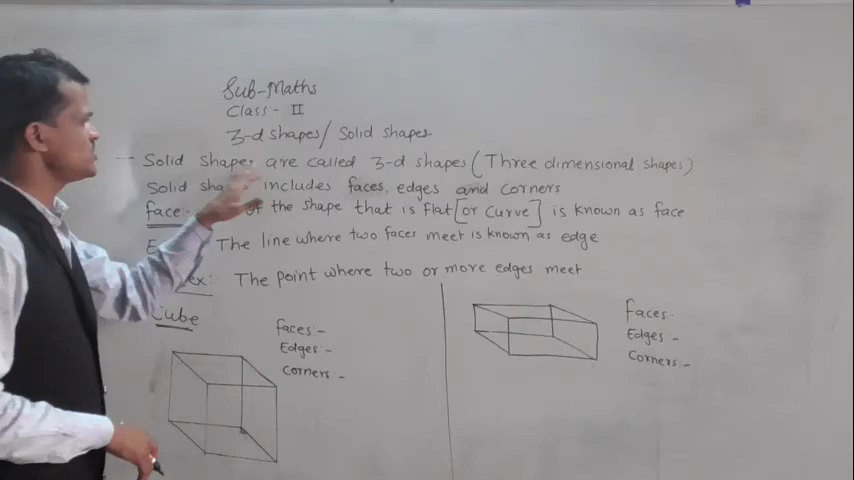 Sub-Maths
Class - II
3-d shapes / Solid shapes
- Solid shapes are called 3-d shapes (Three dimensional shapes)
Solid includes faces, edges and corners
face: of the shape that is flat [or curve] is known as face
The line where two faces meet is known as edge
The point where two or more edges meet
Cube
faces -
Edges -
corners -
faces -
Edges -
Corners -